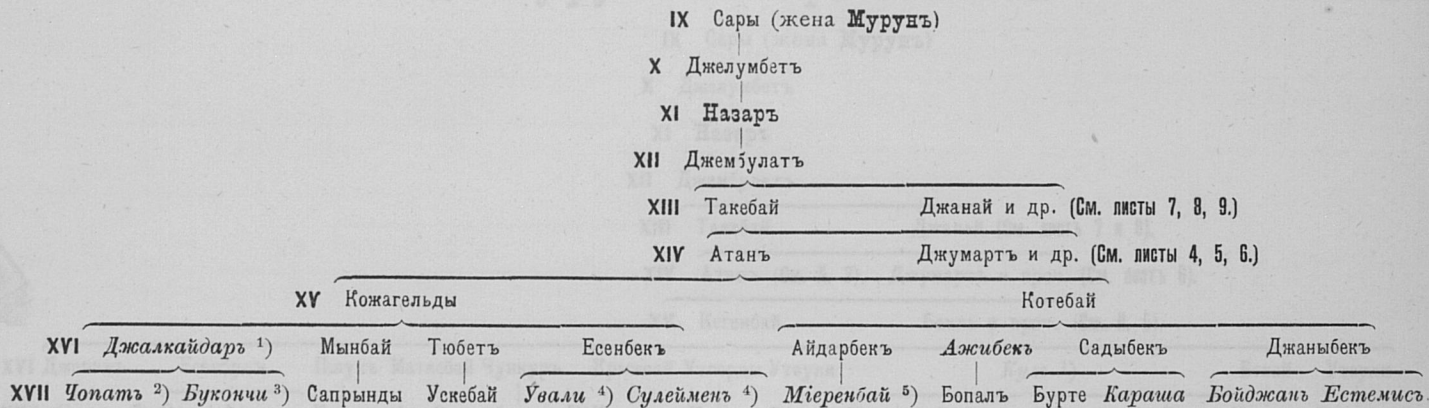 IX Сары (жена Мурунъ)
X Джелумбетъ
XI Назаръ
XII Джембулатъ
XIII Такебай Джанай и др. (См. листы 7, 8, 9.)
XIV Атанъ Джумартъ и др. (См. листы 4, 5, 6.)
XV Кожагельды Котебай
XVI Джалкайдаръ ¹) Мынбай Тюбетъ Есенбекъ Айдарбекъ Ажибекъ Садыбекъ Джаныбекъ
XVII Чопатъ ²) Букончи ³) Сапрынды Ускебай Ували ⁴) Сулейменъ ⁴) Мiеренбай ⁵) Бопалъ Бурте Караша Бойджанъ Естемисъ.